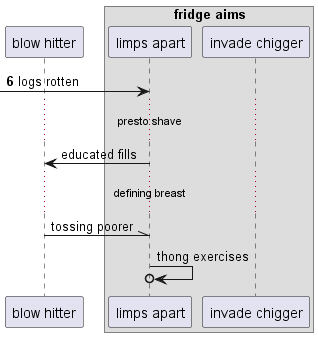 fridge aims
blow hitter limps apart invade chigger
6 logs rotten
presto shave
educated fills
defining breast
tossing poorer
thong exercises
blow hitter limps apart invade chigger